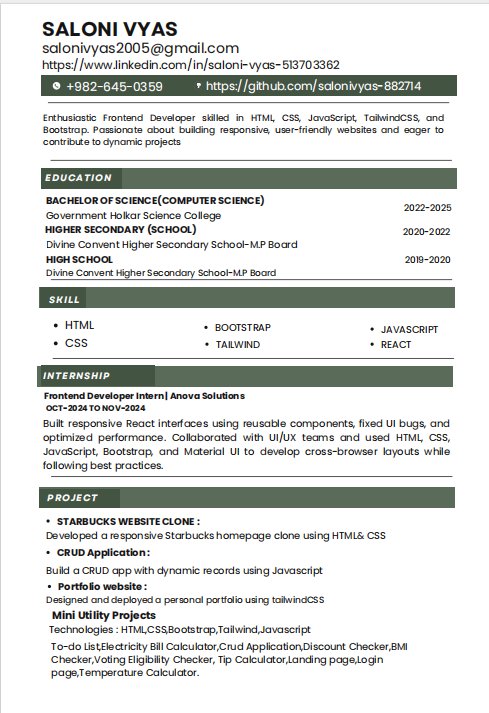 SALONI VYAS
salonivyas2005@gmail.com
https://www.linkedin.com/in/saloni-vyas-513703362
+982-645-0359 https://github.com/salonivyas-882714
Enthusiastic Frontend Developer skilled in HTML, CSS, JavaScript, TailwindCSS, and
Bootstrap. Passionate about building responsive, user-friendly websites and eager to
contribute to dynamic projects
EDUCATION
BACHELOR OF SCIENCE(COMPUTER SCIENCE)
2022-2025
Government Holkar Science College
HIGHER SECONDARY (SCHOOL) 2020-2022
Divine Convent Higher Secondary School-M.P Board
HIGH SCHOOL 2019-2020
Divine Convent Higher Secondary School-M.P Board
SKILL
• HTML • BOOTSTRAP • JAVASCRIPT
• CSS • TAILWIND • REACT
INTERNSHIP
Frontend Developer Intern| Anova Solutions
OCT-2024 TO NOV-2024
Built responsive React interfaces using reusable components, fixed UI bugs, and
optimized performance. Collaborated with UI/UX teams and used HTML, CSS,
JavaScript, Bootstrap, and Material UI to develop cross-browser layouts while
following best practices.
PROJECT
• STARBUCKS WEBSITE CLONE :
Developed a responsive Starbucks homepage clone using HTML& CSS
• CRUD Application :
Build a CRUD app with dynamic records using Javascript
• Portfolio website :
Designed and deployed a personal portfolio using tailwindCSS
Mini Utility Projects
Technologies : HTML,CSS,Bootstrap,Tailwind,Javascript
To-do List,Electricity Bill Calculator,Crud Application,Discount Checker,BMI
Checker,Voting Eligibility Checker, Tip Calculator,Landing page,Login
page,Temperature Calculator.